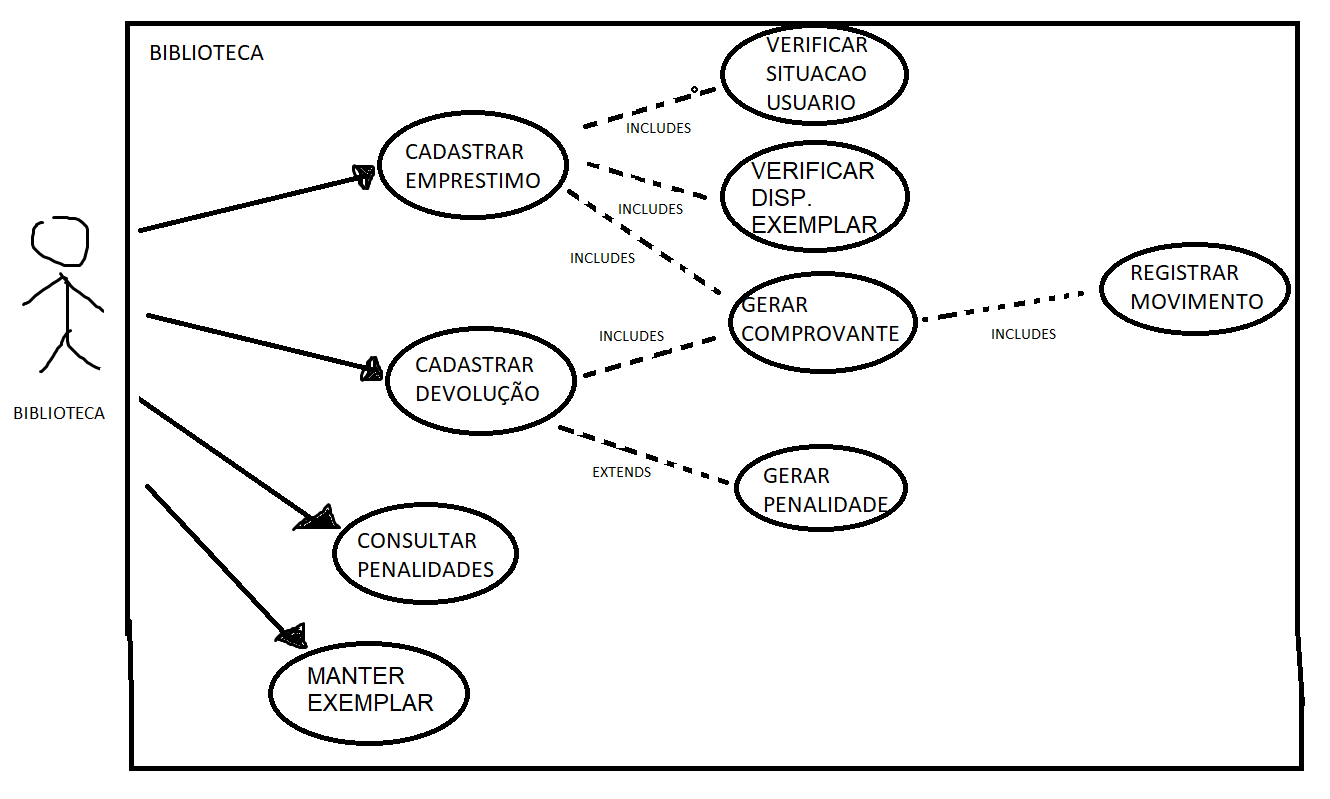 BIBLIOTECA
VERIFICAR
SITUACAO
USUARIO
INCLUDES
CADASTRAR
EMPRESTIMO
VERIFICAR
DISP.
EXEMPLAR
INCLUDES
INCLUDES
GERAR
COMPROVANTE
REGISTRAR
MOVIMENTO
INCLUDES
INCLUDES
CADASTRAR
DEVOLUÇÃO
BIBLIOTECA
EXTENDS
GERAR
PENALIDADE
CONSULTAR
PENALIDADES
MANTER
EXEMPLAR